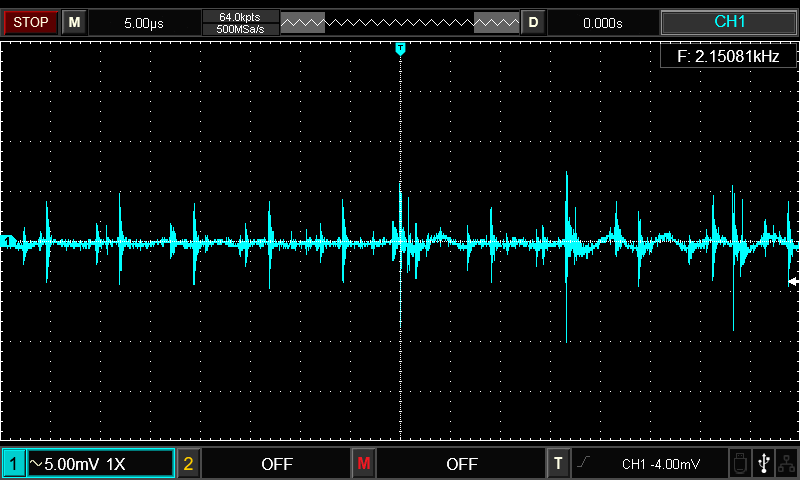 STOP M 5.00µs 64.0kpts D 0.000s CH1
500MSa/s
T
F: 2.15081kHz
1
1 5.00mV 1X 2 OFF M OFF T CH1 -4.00mV